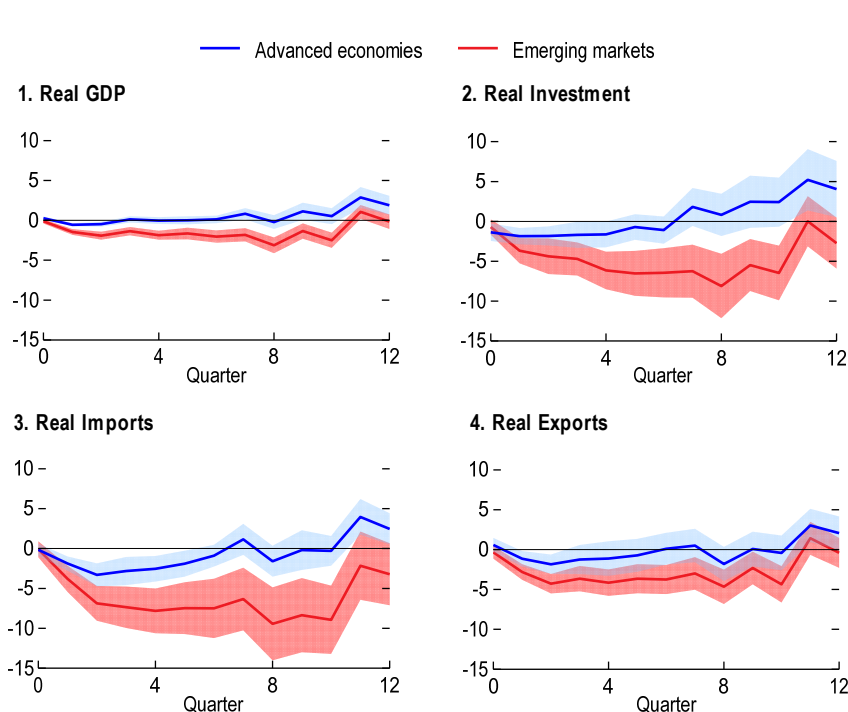 Advanced economies Emerging markets
1. Real GDP
10
5
0
-5
-10
-15
0 4 8 12
Quarter
2. Real Investment
10
5
0
-5
-10
-15
0 4 8 12
Quarter
3. Real Imports
10
5
0
-5
-10
-15
0 4 8 12
Quarter
4. Real Exports
10
5
0
-5
-10
-15
0 4 8 12
Quarter